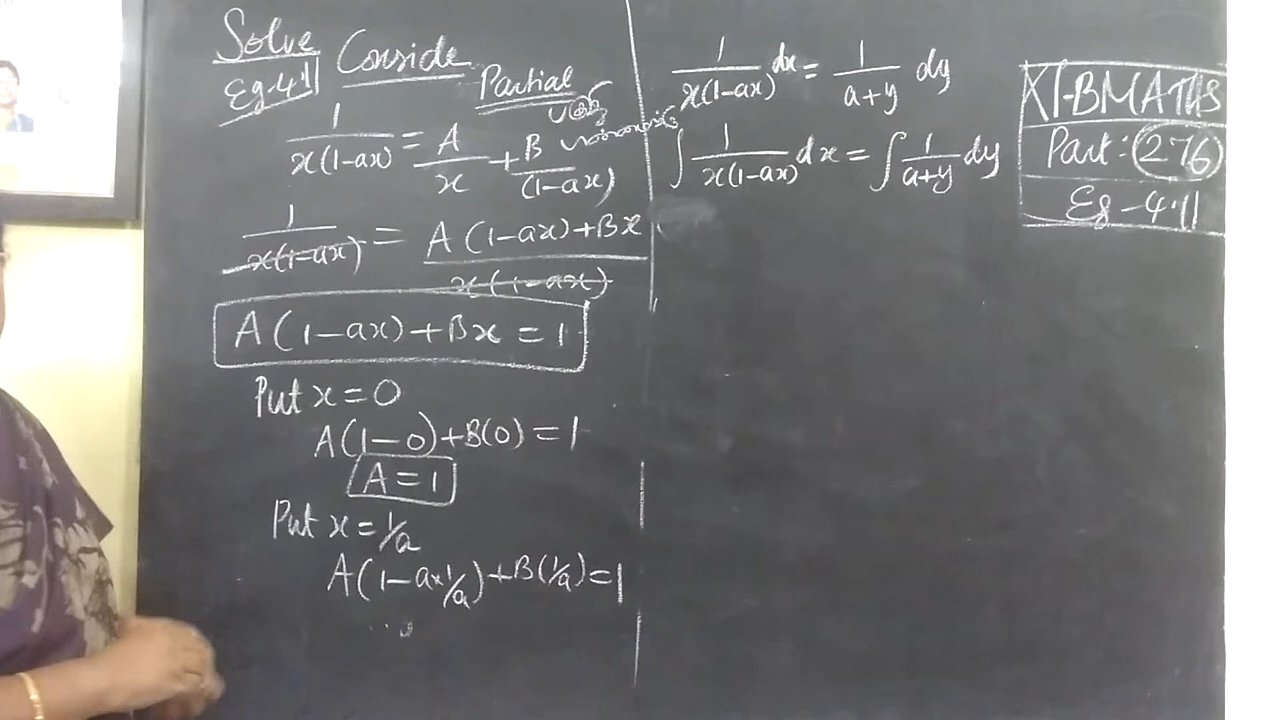 Solve
Eg-4.11
Conside
Partial
1/x(1-ax) = A/x + B/(1-ax)
1/x(1-ax) = A(1-ax)+Bx/x(1-ax)
A(1-ax)+Bx=1
Put x=0
A(1-0)+B(0)=1
A=1
Put x=1/a
A(1-a×1/a)+B(1/a)=1
1/x(1-ax) dx = 1/a+y dy
∫ 1/x(1-ax) dx = ∫ 1/a+y dy
XI-BMATHS
Part: 276
Eg-4.11